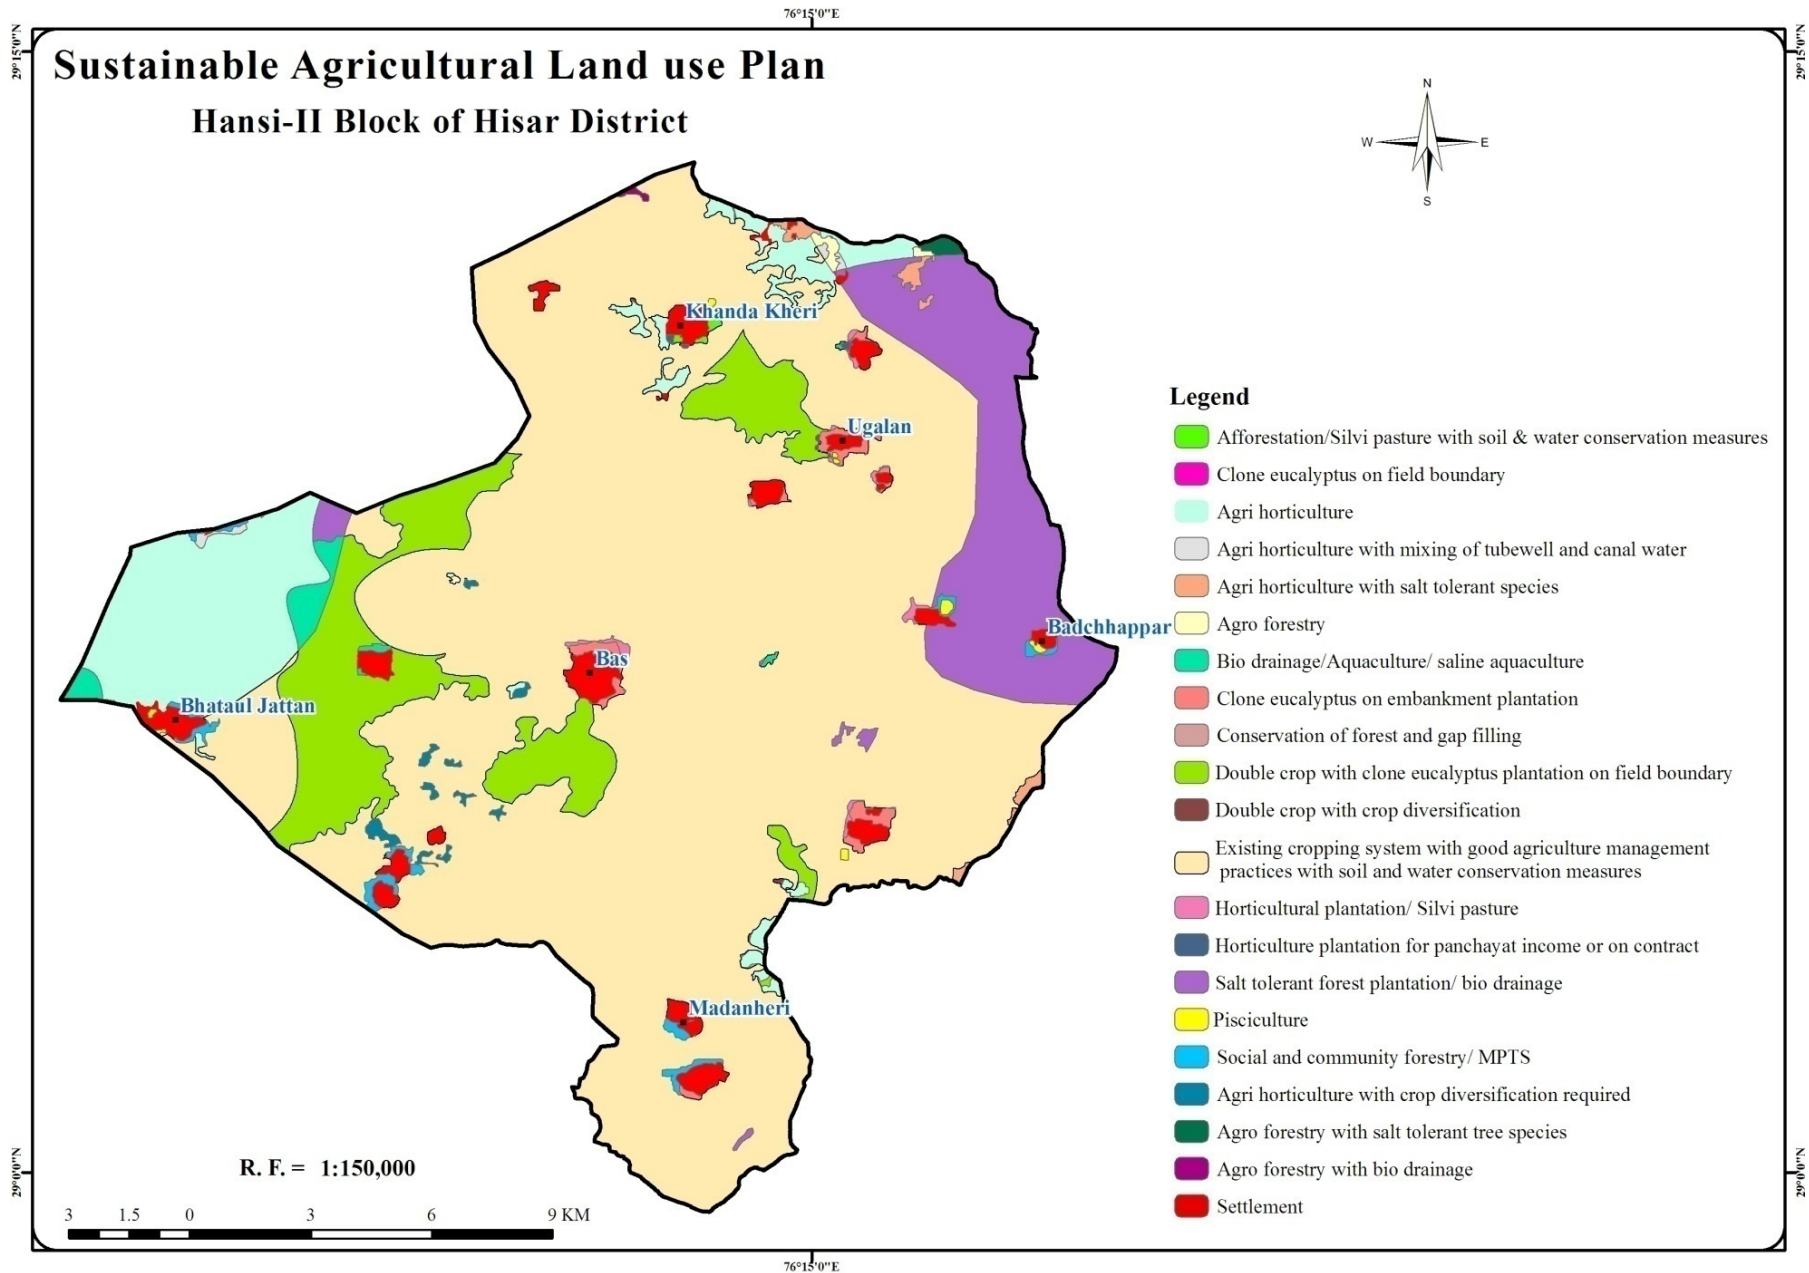 76°15'0"E
29°15'0"N
29°15'0"N
Sustainable Agricultural Land use Plan
Hansi-II Block of Hisar District
N
W
E
S
Khanda Kheri
Ugalan
Badchhappar
Bas
Bhataul Jattan
Madanheri
Legend
Afforestation/Silvi pasture with soil & water conservation measures
Clone eucalyptus on field boundary
Agri horticulture
Agri horticulture with mixing of tubewell and canal water
Agri horticulture with salt tolerant species
Agro forestry
Bio drainage/Aquaculture/ saline aquaculture
Clone eucalyptus on embankment plantation
Conservation of forest and gap filling
Double crop with clone eucalyptus plantation on field boundary
Double crop with crop diversification
Existing cropping system with good agriculture management
practices with soil and water conservation measures
Horticultural plantation/ Silvi pasture
Horticulture plantation for panchayat income or on contract
Salt tolerant forest plantation/ bio drainage
Pisciculture
Social and community forestry/ MPTS
Agri horticulture with crop diversification required
Agro forestry with salt tolerant tree species
Agro forestry with bio drainage
Settlement
R. F. = 1:150,000
3 1.5 0 3 6 9 KM
29°0'0"N
29°0'0"N
76°15'0"E